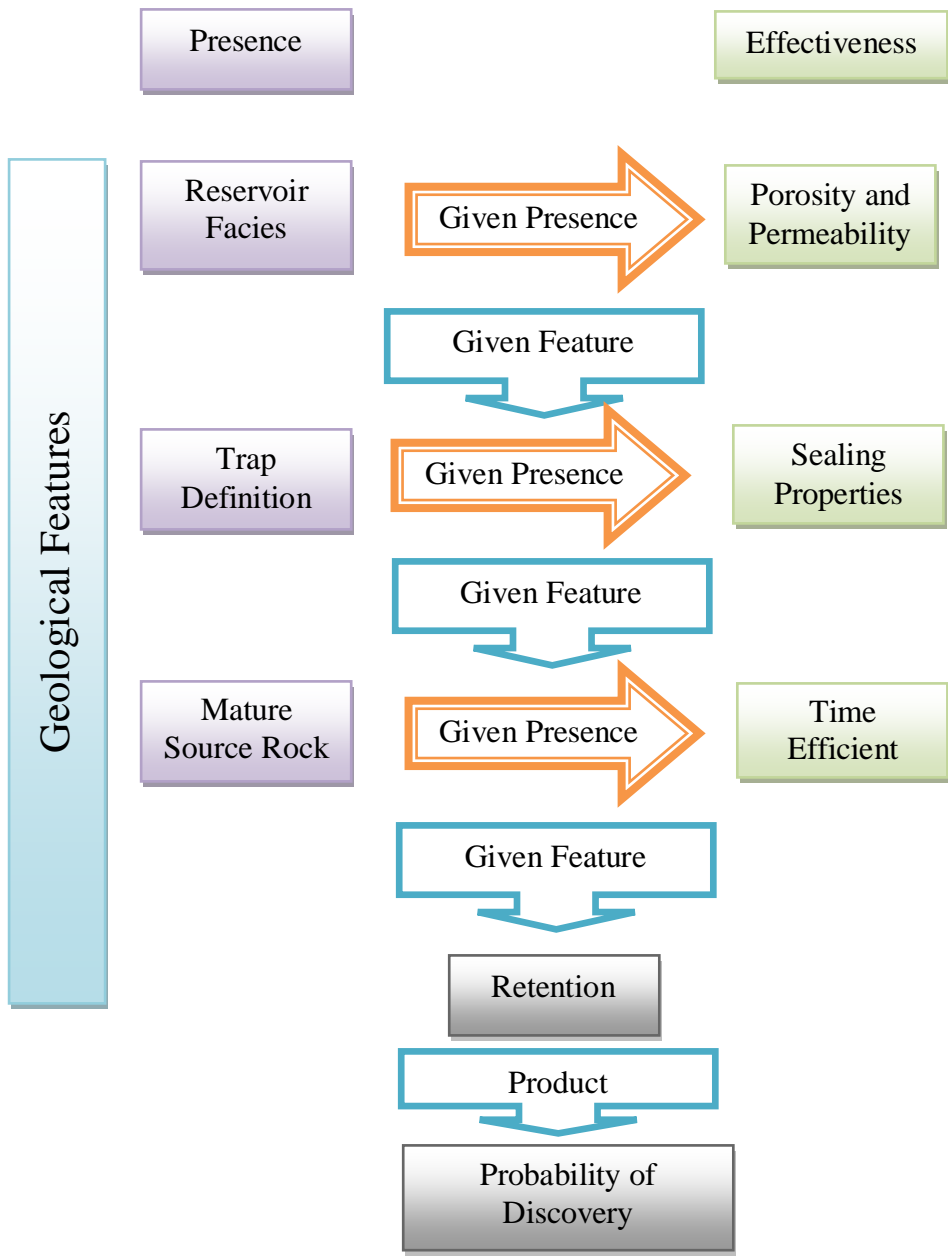 Presence
Effectiveness
Geological Features
Reservoir
Facies
Given Presence
Porosity and
Permeability
Given Feature
Trap
Definition
Given Presence
Sealing
Properties
Given Feature
Mature
Source Rock
Given Presence
Time
Efficient
Given Feature
Retention
Product
Probability of
Discovery